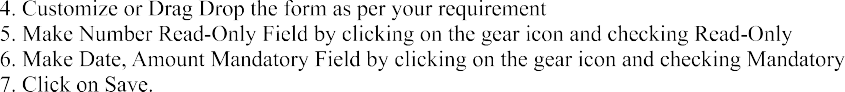 4. Customize or Drag Drop the form as per your requirement
5. Make Number Read-Only Field by clicking on the gear icon and checking Read-Only
6. Make Date, Amount Mandatory Field by clicking on the gear icon and checking Mandatory
7. Click on Save.